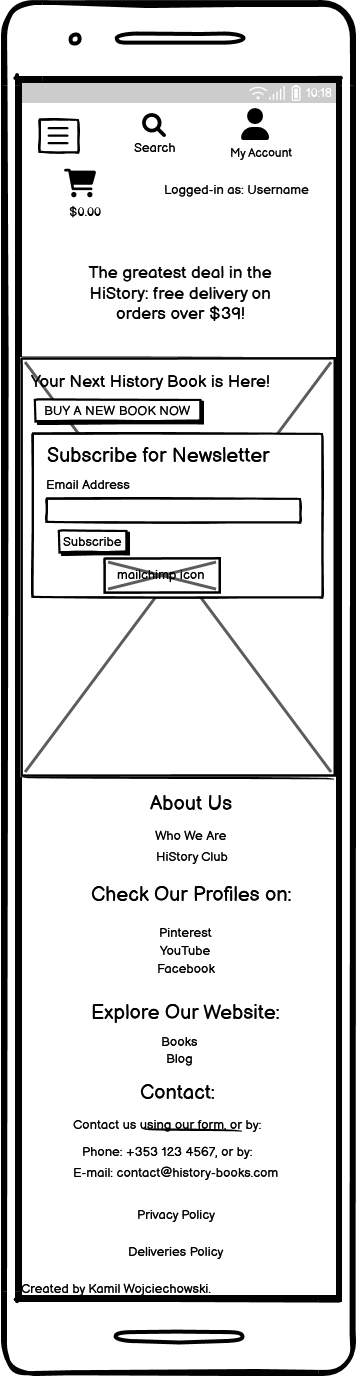 10:18
Search
My Account
$0.00
Logged-in as: Username
The greatest deal in the
HiStory: free delivery on
orders over $39!
Your Next History Book is Here!
BUY A NEW BOOK NOW
Subscribe for Newsletter
Email Address
Subscribe
mailchimp icon
About Us
Who We Are
HiStory Club
Check Our Profiles on:
Pinterest
YouTube
Facebook
Explore Our Website:
Books
Blog
Contact:
Contact us using our form, or by:
Phone: +353 123 4567, or by:
E-mail: contact@history-books.com
Privacy Policy
Deliveries Policy
Created by Kamil Wojciechowski.